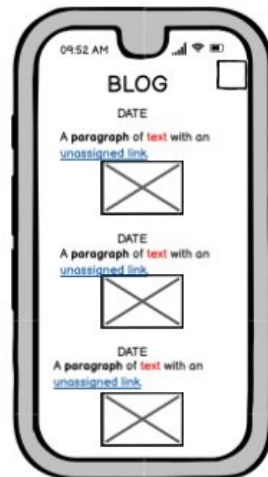 09:52 AM
BLOG
DATE
A paragraph of text with an
unassigned link.
DATE
A paragraph of text with an
unassigned link.
DATE
A paragraph of text with an
unassigned link.